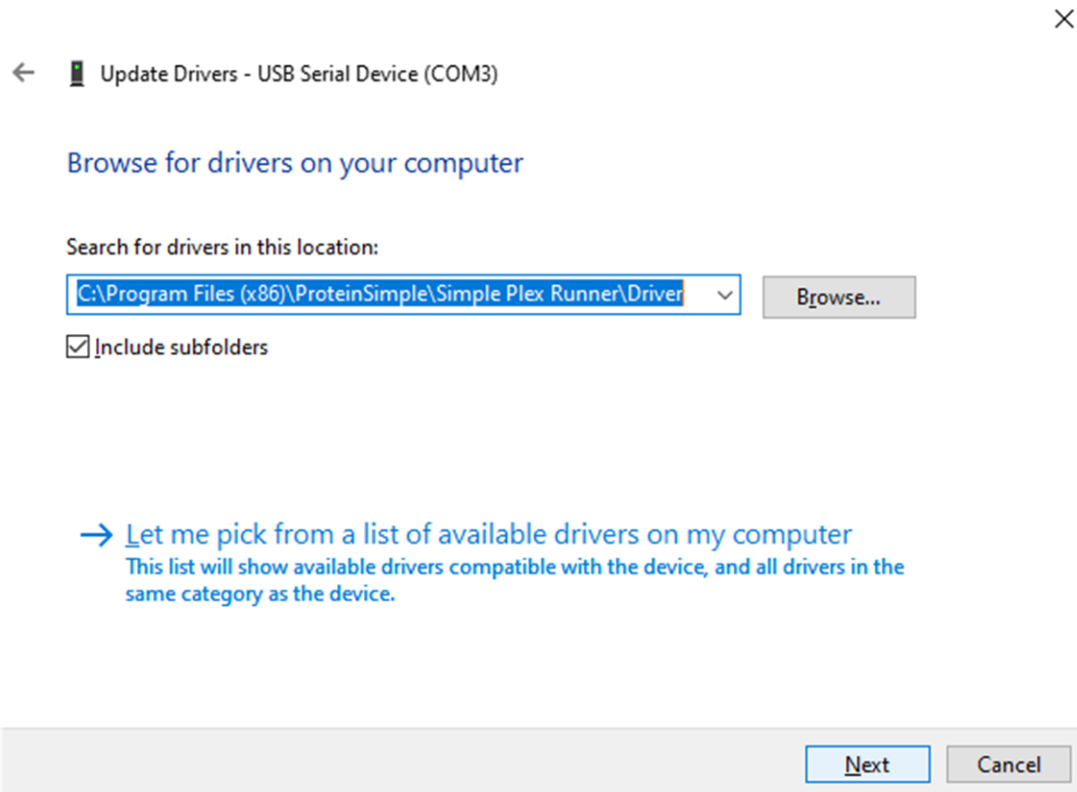 Update Drivers - USB Serial Device (COM3)
Browse for drivers on your computer
Search for drivers in this location:
C:\Program Files (x86)\ProteinSimple\Simple Plex Runner\Driver
Browse...
Include subfolders
Let me pick from a list of available drivers on my computer
This list will show available drivers compatible with the device, and all drivers in the
same category as the device.
Next
Cancel